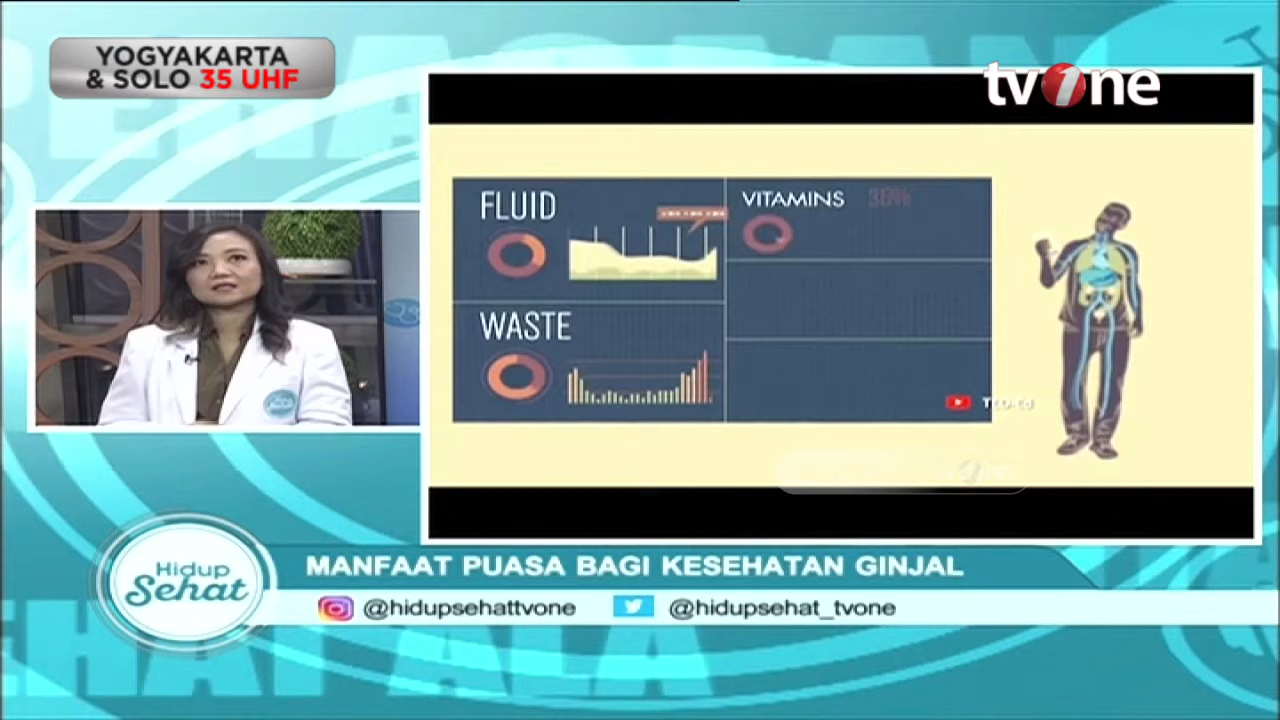 YOGYAKARTA
& SOLO 35 UHF
tvOne
FLUID
VITAMINS
WASTE
Hidup
Sehat
MANFAAT PUASA BAGI KESEHATAN GINJAL
@hidupsehattvone
@hidupsehat_tvone